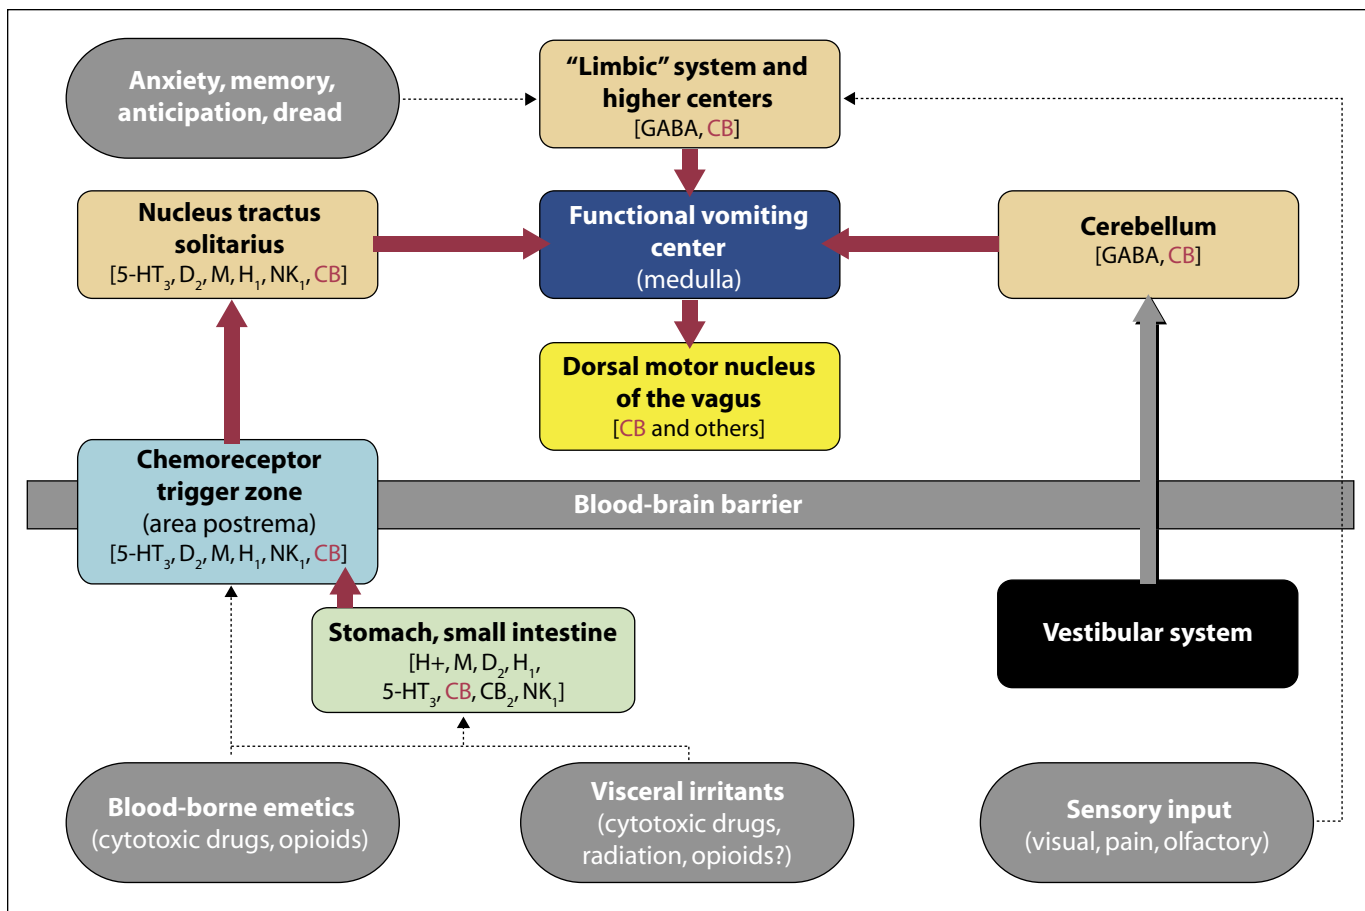 Anxiety, memory,
anticipation, dread
“Limbic” system and
higher centers
[GABA, CB]
Nucleus tractus
solitarius
[5-HT₃, D₂, M, H₁, NK₁, CB]
Functional vomiting
center
(medulla)
Cerebellum
[GABA, CB]
Dorsal motor nucleus
of the vagus
[CB and others]
Chemoreceptor
trigger zone
(area postrema)
[5-HT₃, D₂, M, H₁, NK₁, CB]
Blood-brain barrier
Stomach, small intestine
[H+, M, D₂, H₁,
5-HT₃, CB, CB₂, NK₁]
Vestibular system
Blood-borne emetics
(cytotoxic drugs, opioids)
Visceral irritants
(cytotoxic drugs,
radiation, opioids?)
Sensory input
(visual, pain, olfactory)